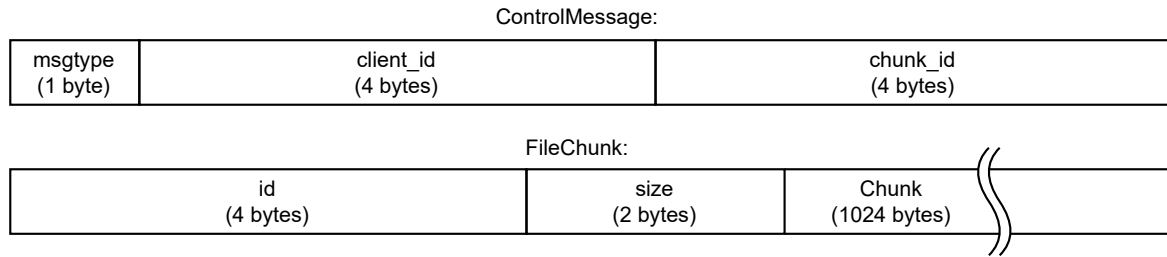 ControlMessage:
msgtype client_id chunk_id
(1 byte) (4 bytes) (4 bytes)
FileChunk:
id size Chunk
(4 bytes) (2 bytes) (1024 bytes)